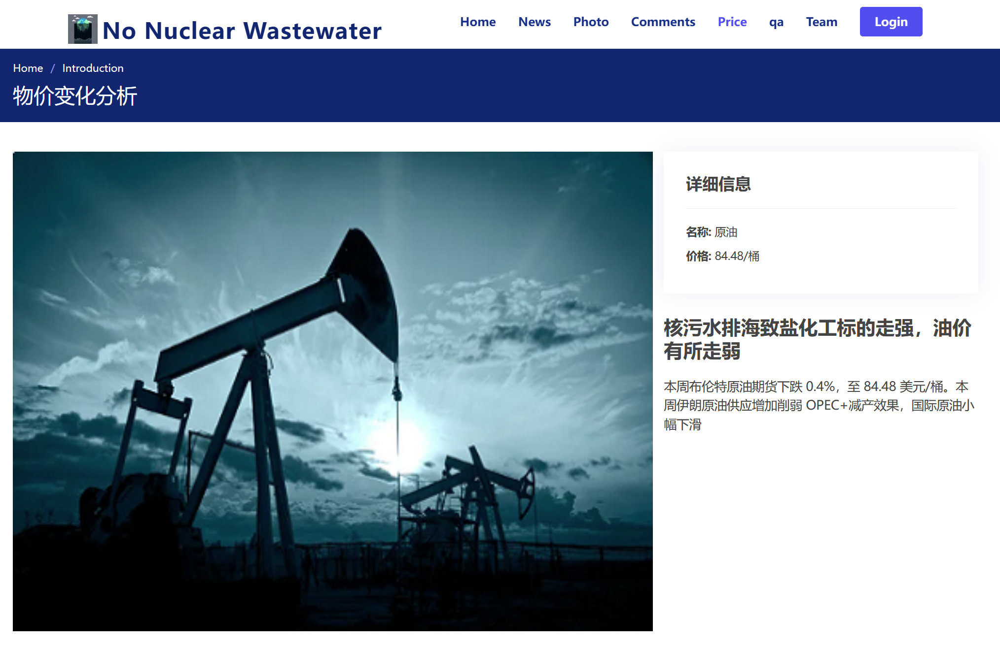 No Nuclear Wastewater
Home News Photo Comments Price qa Team Login
Home / Introduction
物价变化分析
详细信息
名称: 原油
价格: 84.48/桶
核污水排海致盐化工标的走强，油价
有所走弱
本周布伦特原油期货下跌 0.4%，至 84.48 美元/桶。本
周伊朗原油供应增加削弱 OPEC+减产效果，国际原油小
幅下滑